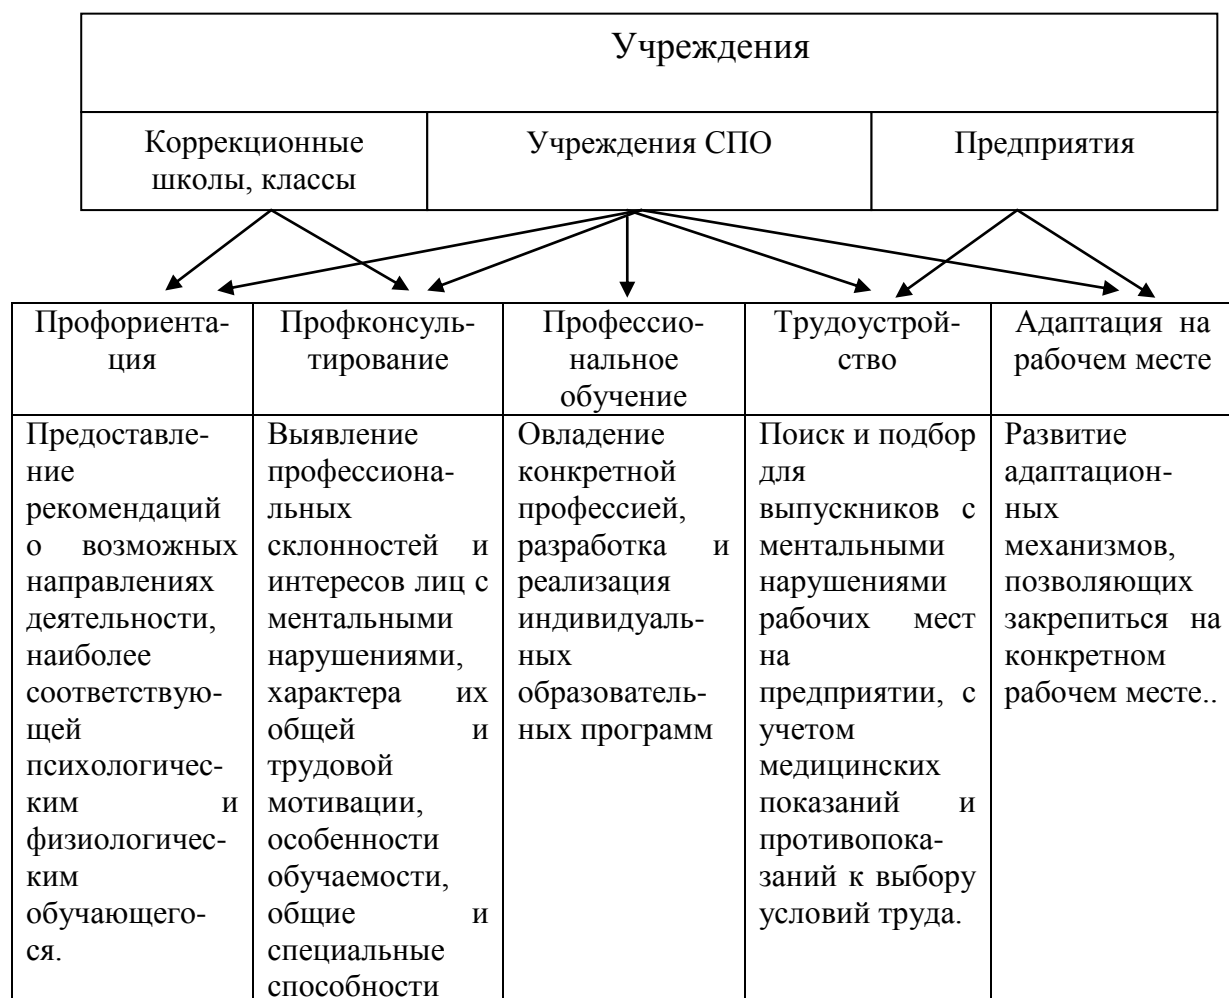 Учреждения
Коррекционные
школы, классы
Учреждения СПО
Предприятия
Профориента-
ция
Профконсуль-
тирование
Профессио-
нальное
обучение
Трудоустрой-
ство
Адаптация на
рабочем месте
Предоставле-
ние
рекомендаций
о возможных
направлениях
деятельности,
наиболее
соответствую-
щей
психологичес-
ким и
физиологичес-
ким
обучающего-
ся.
Выявление
профессиона-
льных
склонностей и
интересов лиц с
ментальными
нарушениями,
характера их
общей и
трудовой
мотивации,
особенности
обучаемости,
общие и
специальные
способности
Овладение
конкретной
профессией,
разработка и
реализация
индивидуаль-
ных
образователь-
ных программ
Поиск и подбор
для
выпускников с
ментальными
нарушениями
рабочих мест
на
предприятии, с
учетом
медицинских
показаний и
противопока-
заний к выбору
условий труда.
Развитие
адаптацион-
ных
механизмов,
позволяющих
закрепиться на
конкретном
рабочем месте..